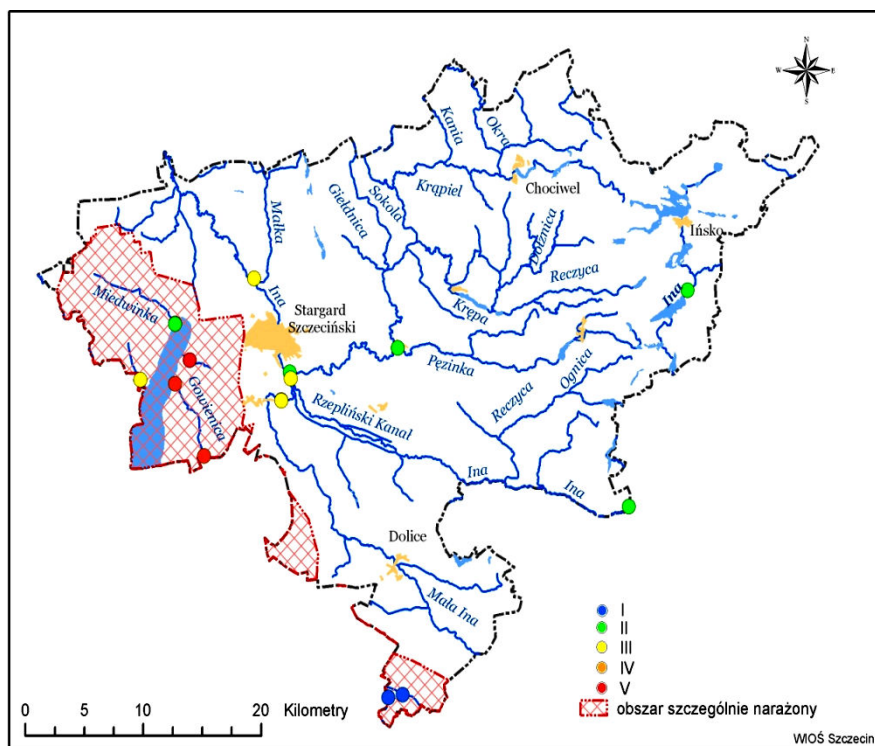 N
W E
S
Kania
Okra
Chociwel
Krąpiel
Sokola
Giełdnica
Małka
Dołżnica
Ińsko
Reczyca
Ina
Ina
Miedwinka
Stargard
Szczeciński
Krępa
Pęzinka
Ognica
Reczyca
Gowienica
Rzepliński Kanał
Ina
Ina
Dolice
Mała Ina
I
II
III
IV
V
obszar szczególnie narażony
0 5 10 20 Kilometry
WIOŚ Szczecin